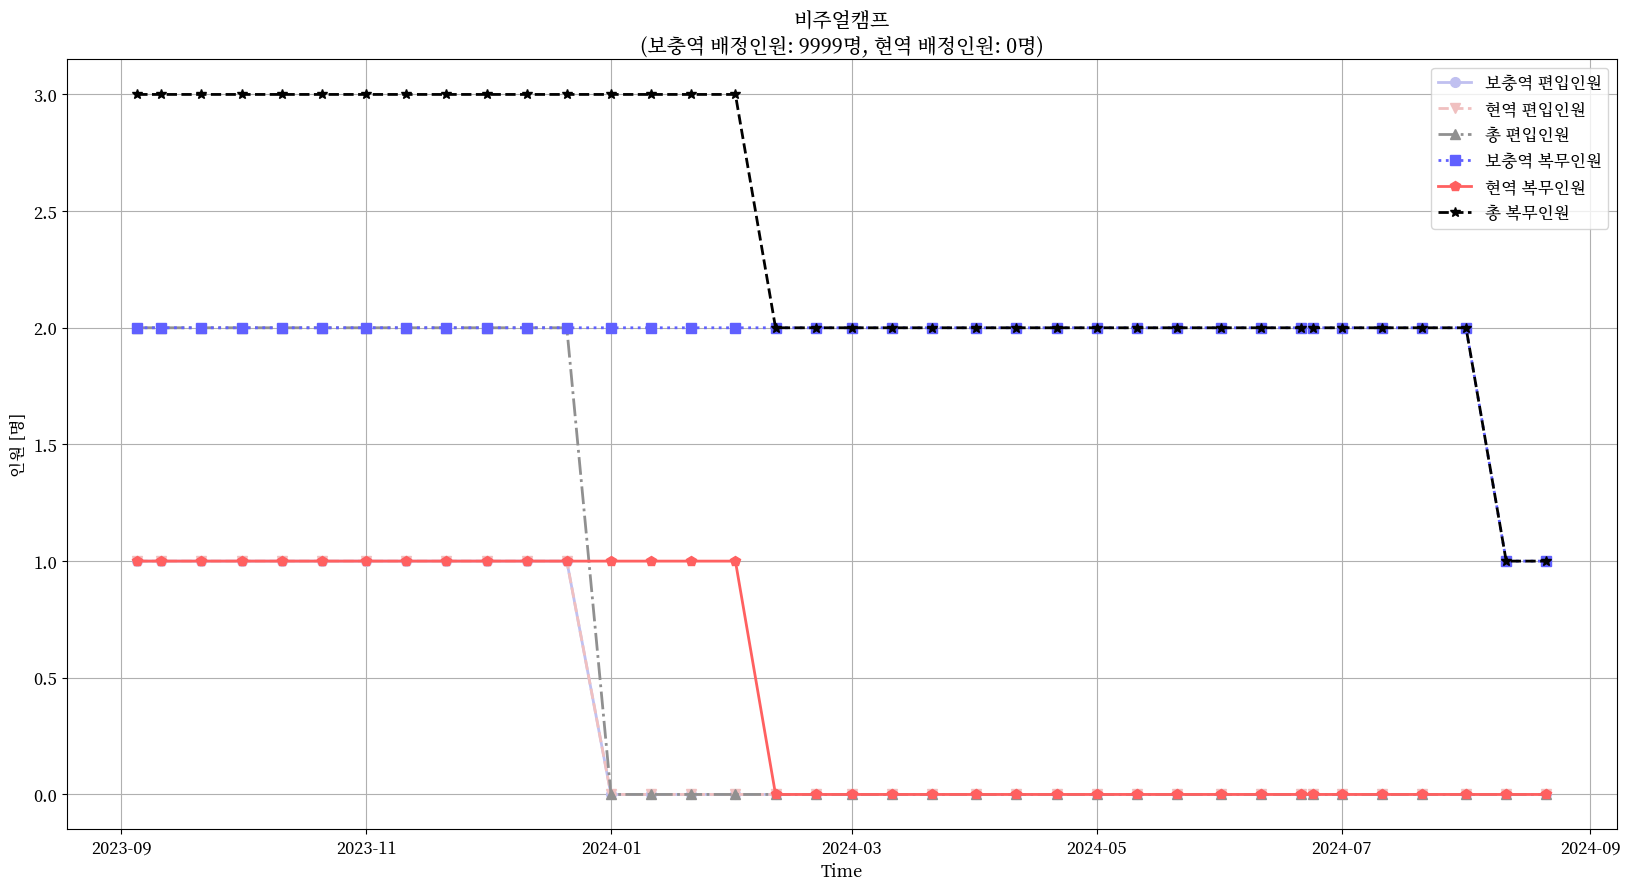 비주얼캠프
(보충역 배정인원: 9999명, 현역 배정인원: 0명)
보충역 편입인원
현역 편입인원
총 편입인원
보충역 복무인원
현역 복무인원
총 복무인원
3.0
2.5
2.0
1.5
1.0
0.5
0.0
인원 [명]
2023-09
2023-11
2024-01
2024-03
2024-05
2024-07
2024-09
Time